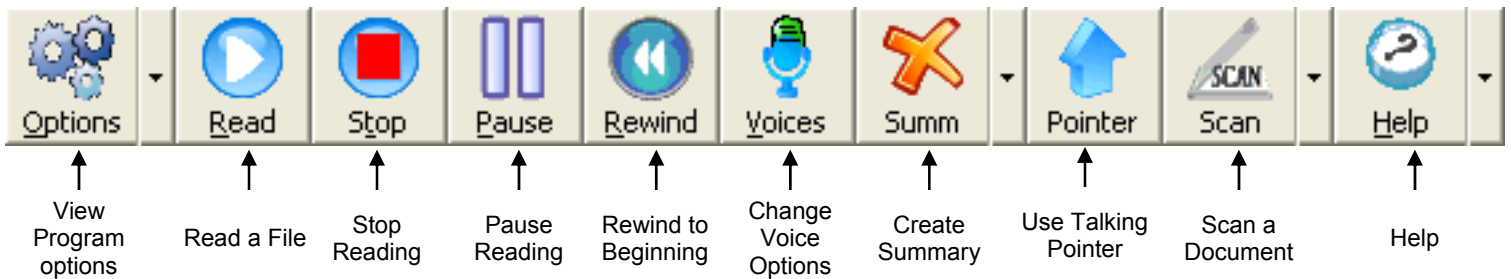 SCAN
Options Read Stop Pause Rewind Voices Summ Pointer Scan Help
View
Program
options
Read a File
Stop
Reading
Pause
Reading
Rewind to
Beginning
Change
Voice
Options
Create
Summary
Use Talking
Pointer
Scan a
Document
Help